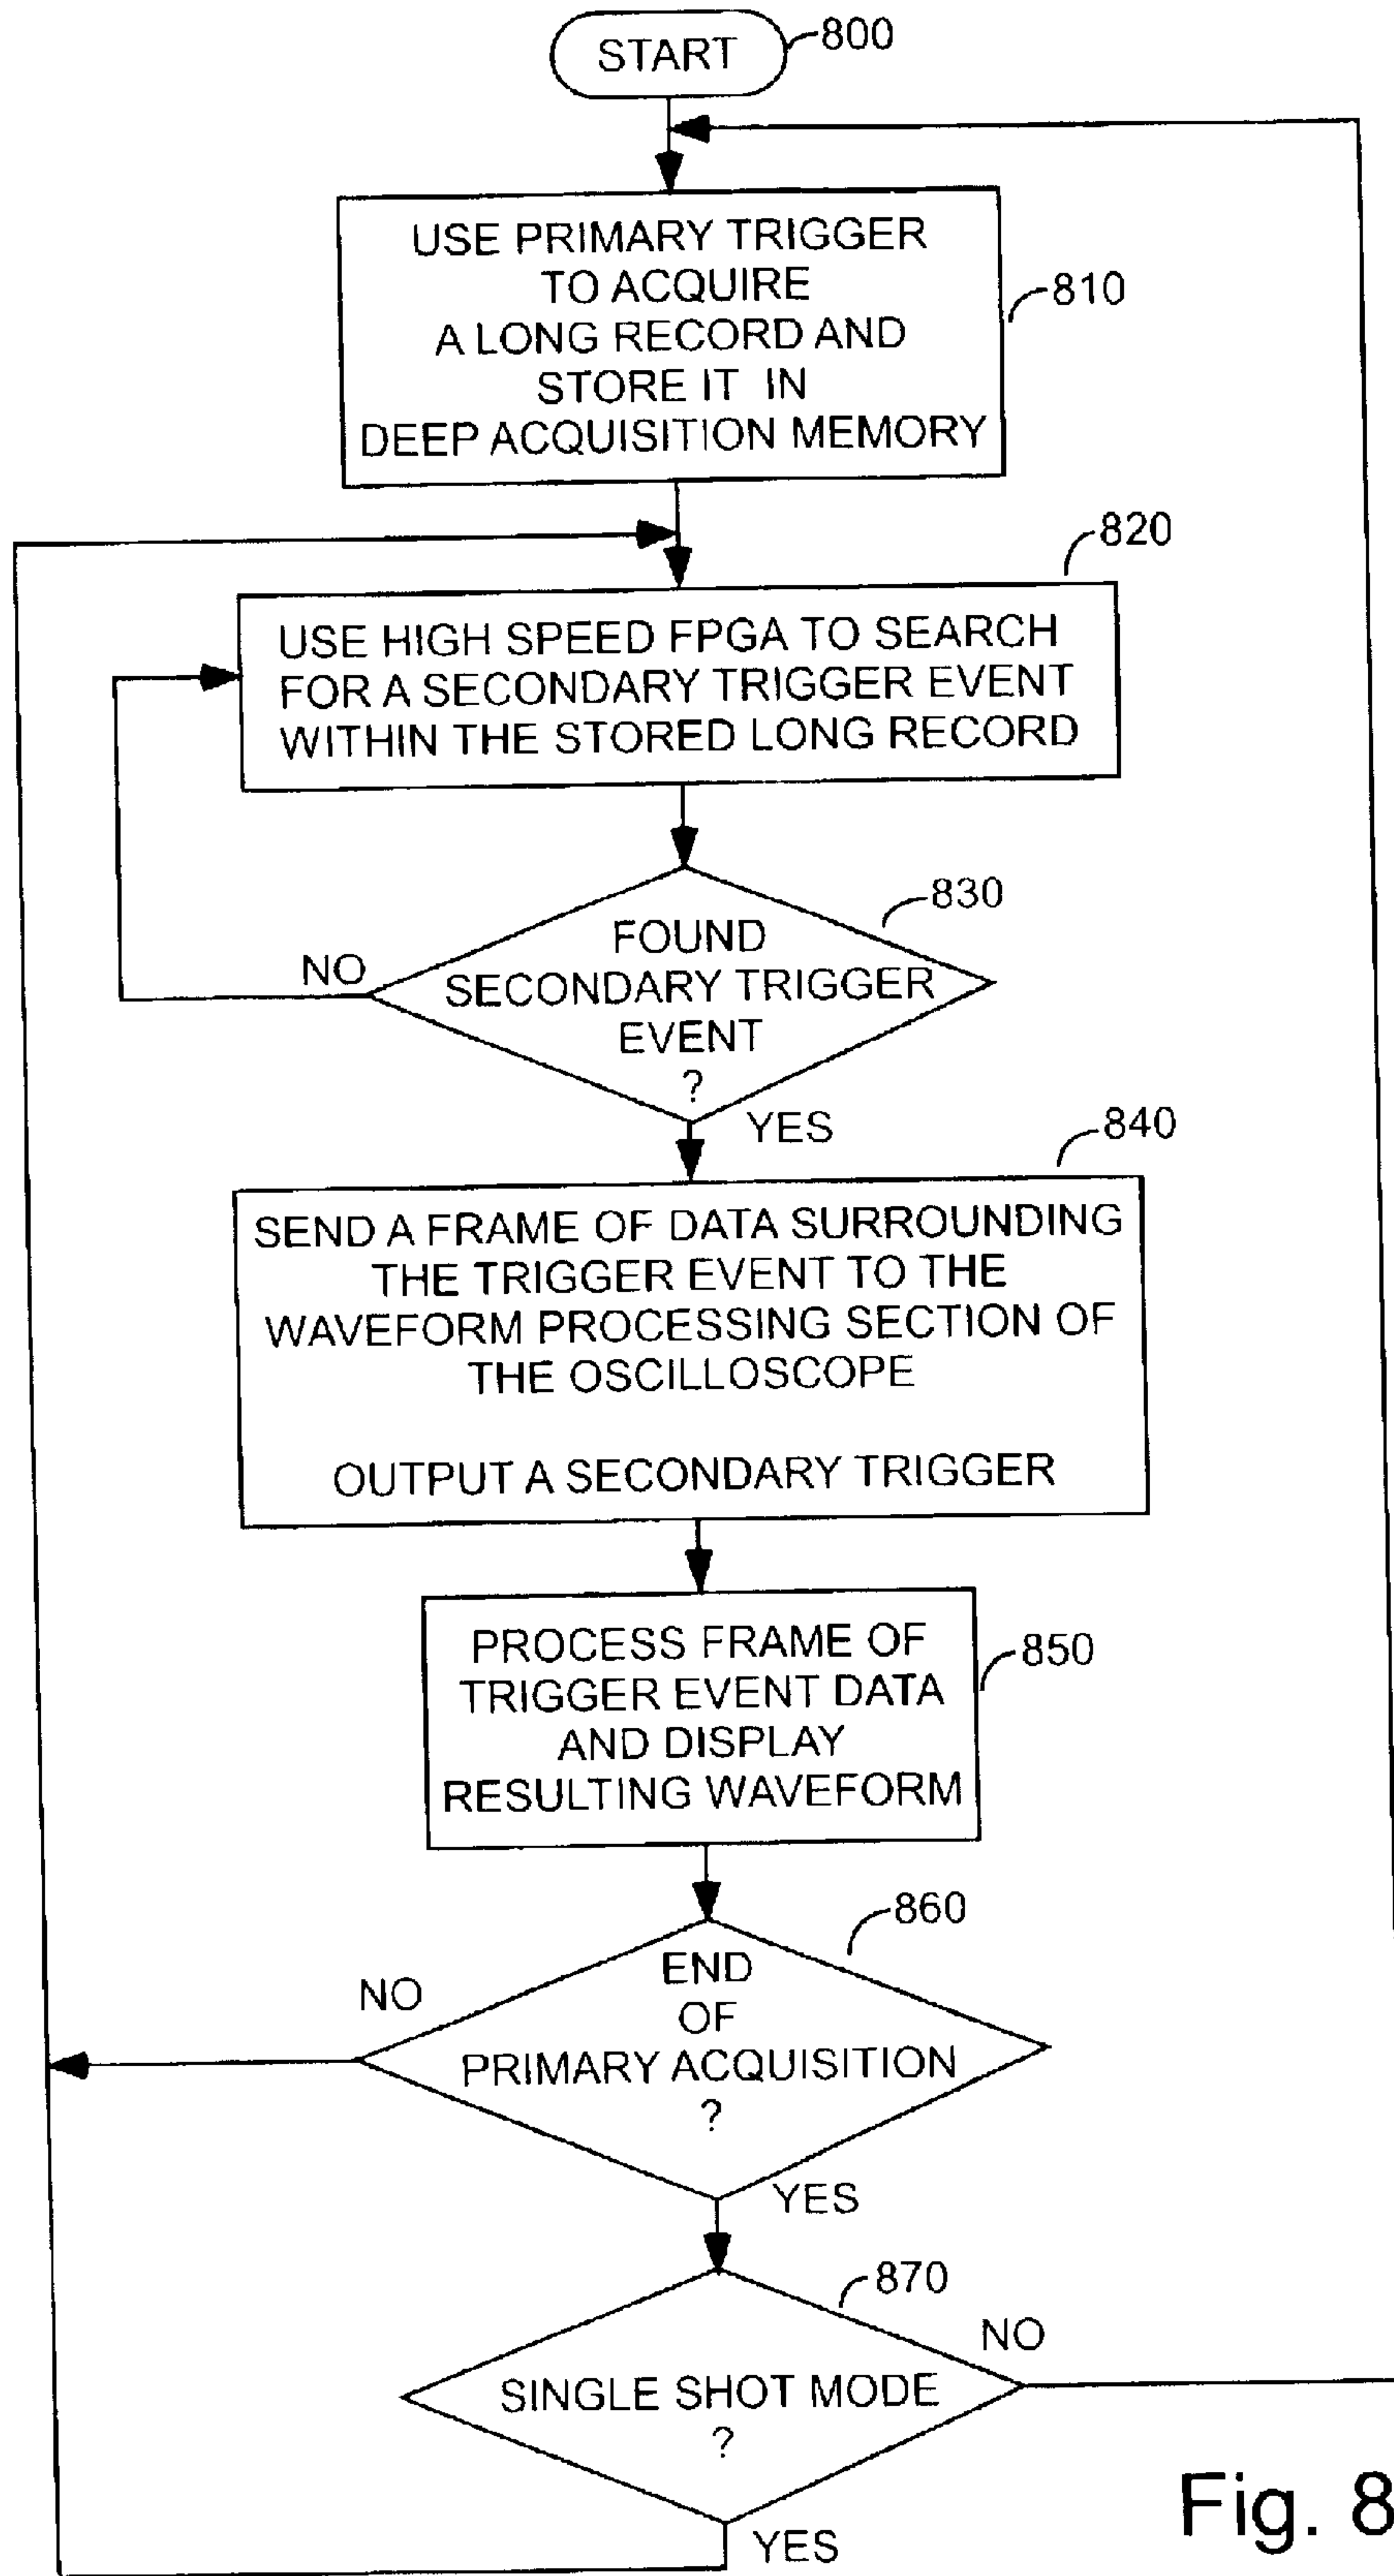 START
800
USE PRIMARY TRIGGER
TO ACQUIRE
A LONG RECORD AND
STORE IT IN
DEEP ACQUISITION MEMORY
810
820
USE HIGH SPEED FPGA TO SEARCH
FOR A SECONDARY TRIGGER EVENT
WITHIN THE STORED LONG RECORD
830
FOUND
SECONDARY TRIGGER
EVENT
?
NO
YES
840
SEND A FRAME OF DATA SURROUNDING
THE TRIGGER EVENT TO THE
WAVEFORM PROCESSING SECTION OF
THE OSCILLOSCOPE
OUTPUT A SECONDARY TRIGGER
PROCESS FRAME OF
TRIGGER EVENT DATA
AND DISPLAY
RESULTING WAVEFORM
850
860
END
OF
PRIMARY ACQUISITION
?
NO
YES
870
SINGLE SHOT MODE
?
NO
YES
Fig. 8